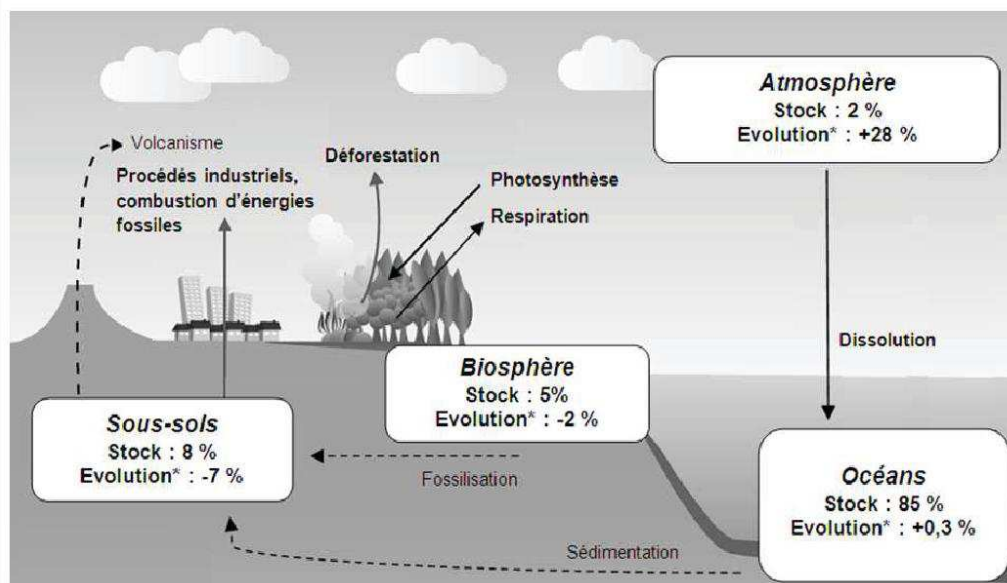 Atmosphère
Stock : 2 %
Evolution* : +28 %
Volcanisme
Procédés industriels,
combustion d'énergies
fossiles
Déforestation
Photosynthèse
Respiration
Dissolution
Biosphère
Stock : 5%
Evolution* : -2 %
Sous-sols
Stock : 8 %
Evolution* : -7 %
Fossilisation
Océans
Stock : 85 %
Evolution* : +0,3 %
Sédimentation